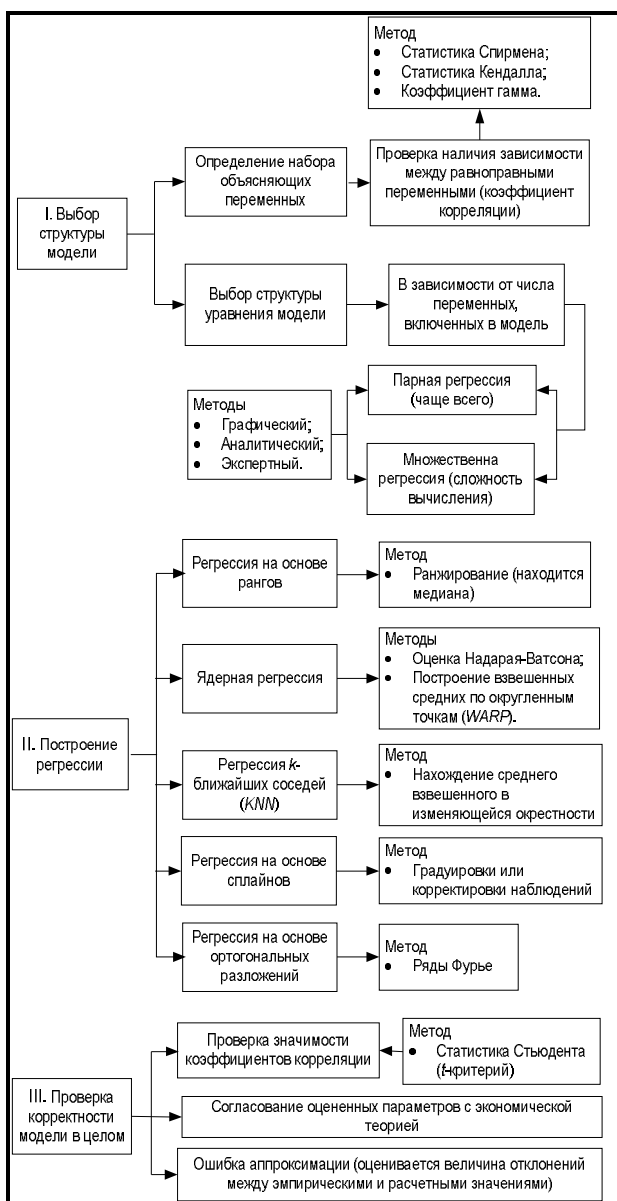 Метод
• Статистика Спирмена;
• Статистика Кендалла;
• Коэффициент гамма.
Определение набора
объясняющих
переменных
Проверка наличия зависимости
между равноправными
переменными (коэффициент
корреляции)
I. Выбор
структуры
модели
Выбор структуры
уравнения модели
В зависимости от числа
переменных,
включенных в модель
Методы
• Графический;
• Аналитический;
• Экспертный.
Парная регрессия
(чаще всего)
Множественна
регрессия (сложность
вычисления)
Регрессия на основе
рангов
Метод
• Ранжирование (находится
медиана)
Ядерная регрессия
Методы
• Оценка Надарая-Ватсона;
• Построение взвешенных
средних по округленным
точкам (WARP).
II. Построение
регрессии
Регрессия k-
ближайших соседей
(KNN)
Метод
• Нахождение среднего
взвешенного в
изменяющейся окрестности
Регрессия на основе
сплайнов
Метод
• Градуировки или
корректировки наблюдений
Регрессия на основе
ортогональных
разложений
Метод
• Ряды Фурье
Проверка значимости
коэффициентов корреляции
Метод
• Статистика Стьюдента
(t-критерий)
III. Проверка
корректности
модели в целом
Согласование оцененных параметров с экономической
теорией
Ошибка аппроксимации (оценивается величина отклонений
между эмпирическими и расчетными значениями)